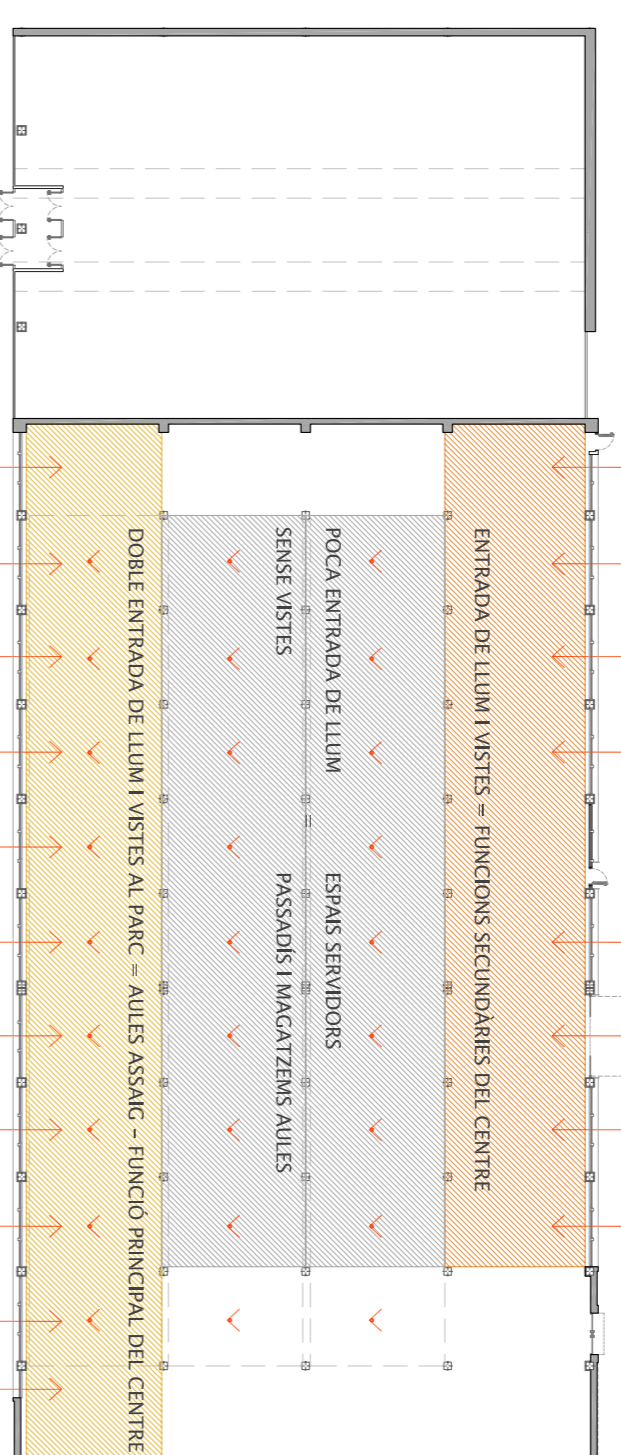 DOBLE ENTRADA DE LLUM I VISTES AL PARC = AULES ASSAIG – FUNCIÓ PRINCIPAL DEL CENTRE
POCA ENTRADA DE LLUM = ESPAIS SERVIDORS
SENSE VISTES PASSADÍS I MAGATZEMS AULES
ENTRADA DE LLUM I VISTES = FUNCIONS SECUNDÀRIES DEL CENTRE